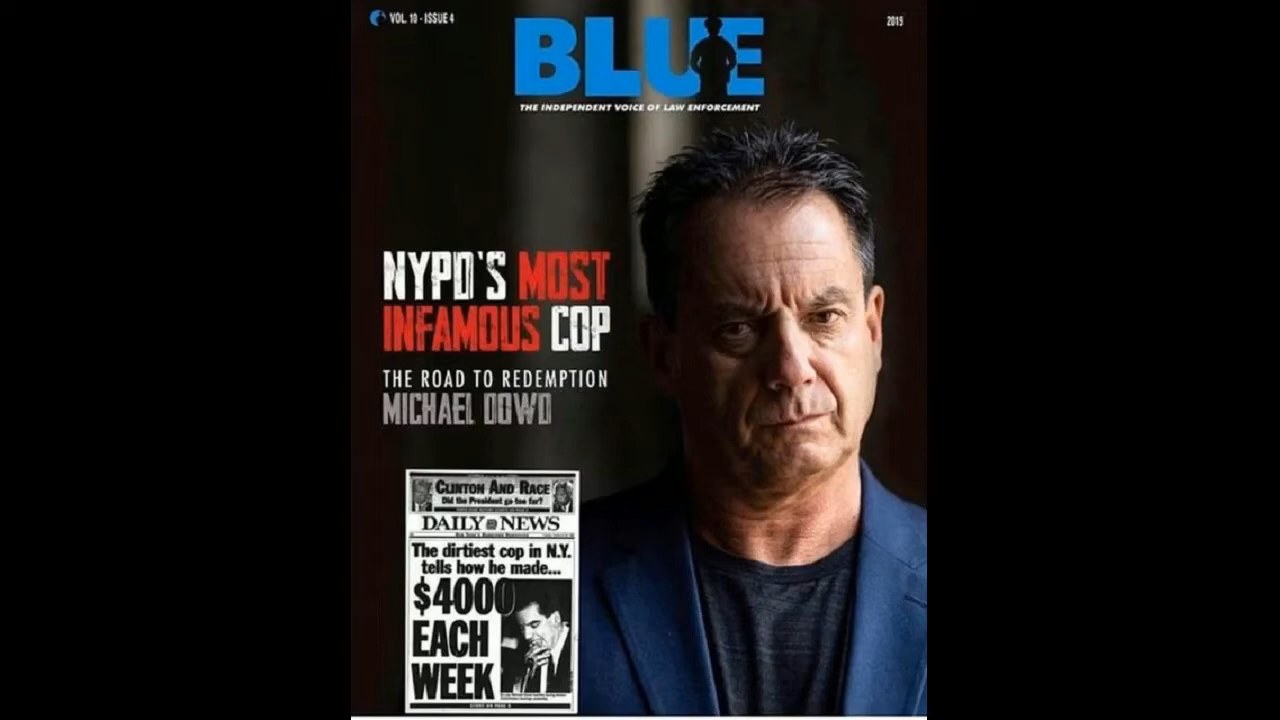 VOL. 10 - ISSUE 4
2019
BLUE
THE INDEPENDENT VOICE OF LAW ENFORCEMENT
NYPD'S MOST
INFAMOUS COP
THE ROAD TO REDEMPTION
MICHAEL DOWD
CLINTON AND RACE
Did the President go too far?
DAILY NEWS
The dirtiest cop in N.Y.
tells how he made...
$4000
EACH
WEEK